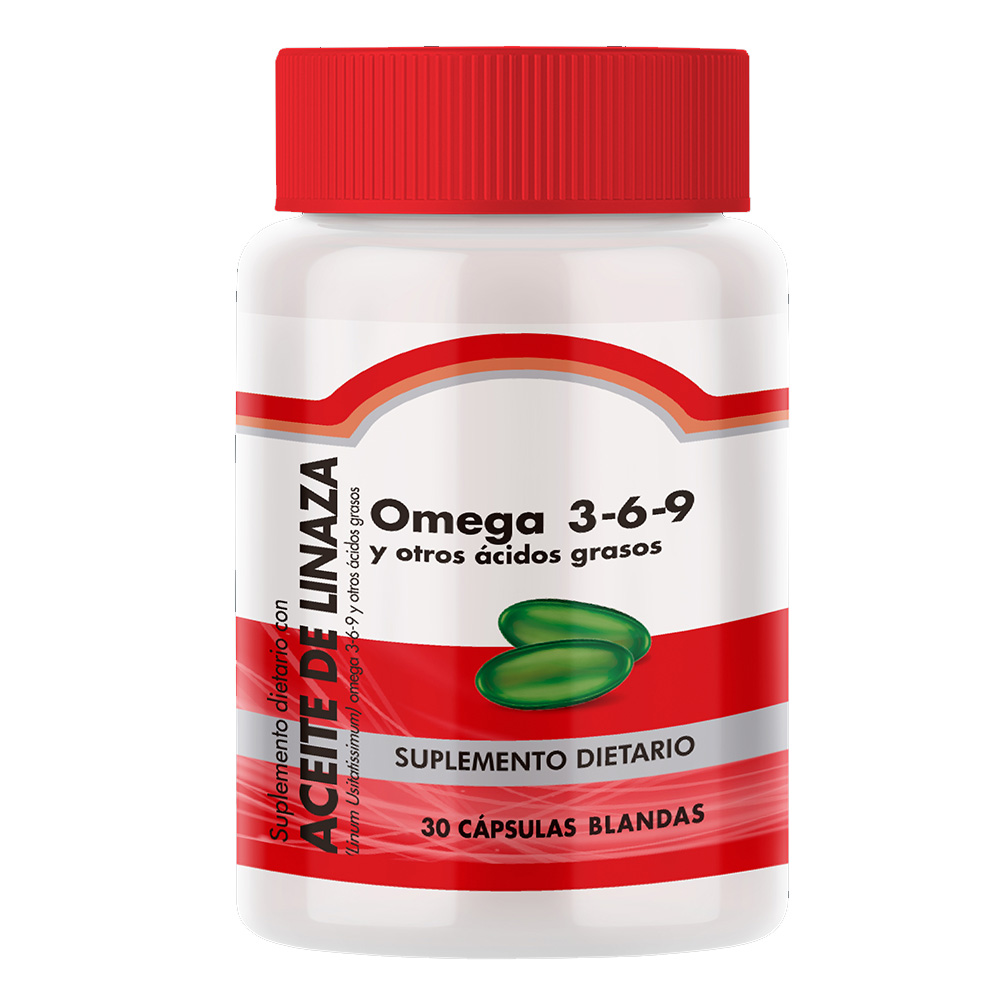 Omega 3-6-9
y otros ácidos grasos
SUPLEMENTO DIETARIO
30 CÁPSULAS BLANDAS
Suplemento dietario con
ACEITE DE LINAZA
(Linum Usitatissimum) omega 3-6-9 y otros ácidos grasos